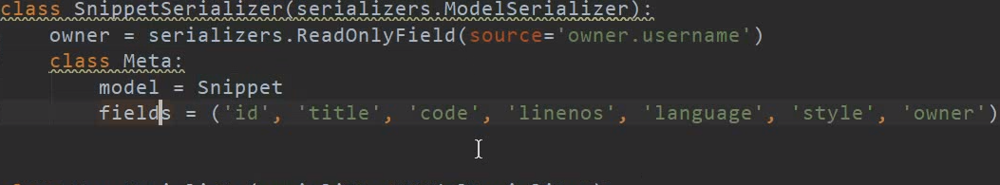 class SnippetSerializer(serializers.ModelSerializer):
    owner = serializers.ReadOnlyField(source='owner.username')
    class Meta:
        model = Snippet
        fields = ('id', 'title', 'code', 'linenos', 'language', 'style', 'owner')